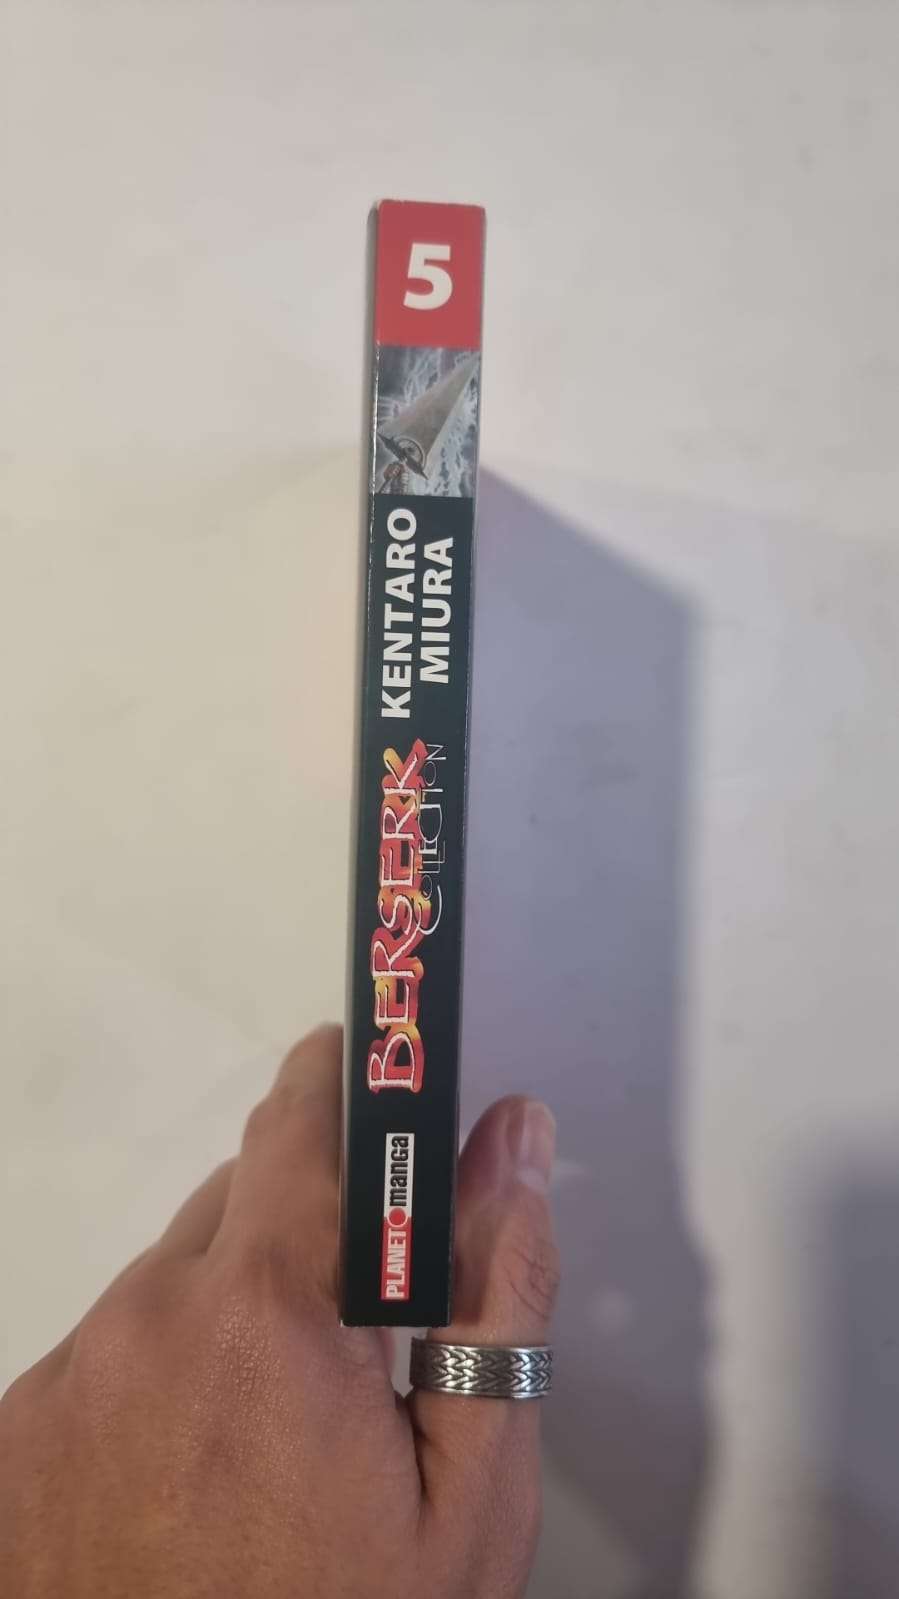 5
KENTARO
MIURA
BERSERK
COLLECTION
PLANET manga